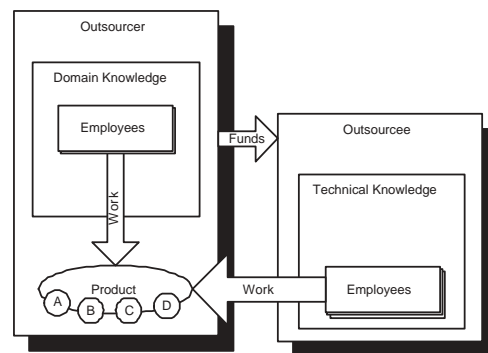 Outsourcer
Domain Knowledge
Employees
Work
Product
A
B
C
D
Funds
Outsourcee
Technical Knowledge
Employees
Work